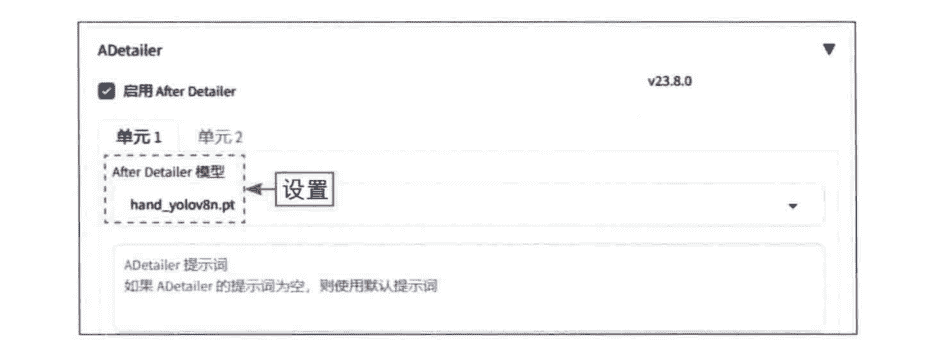 ADetailer
启用 After Detailer
v23.8.0
单元 1 单元 2
After Detailer 模型
设置
hand_yolov8n.pt
ADetailer 提示词
如果 ADetailer 的提示词为空，则使用默认提示词